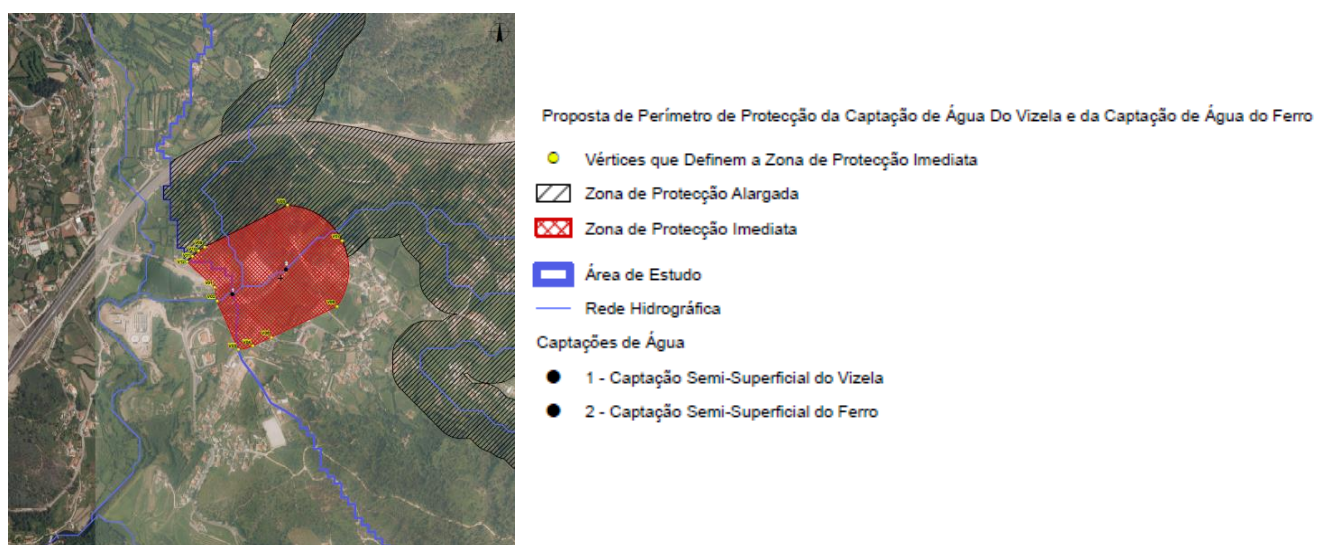 Proposta de Perímetro de Protecção da Captação de Água Do Vizela e da Captação de Água do Ferro
Vértices que Definem a Zona de Protecção Imediata
Zona de Protecção Alargada
Zona de Protecção Imediata
Área de Estudo
Rede Hidrográfica
Captações de Água
1 - Captação Semi-Superficial do Vizela
2 - Captação Semi-Superficial do Ferro